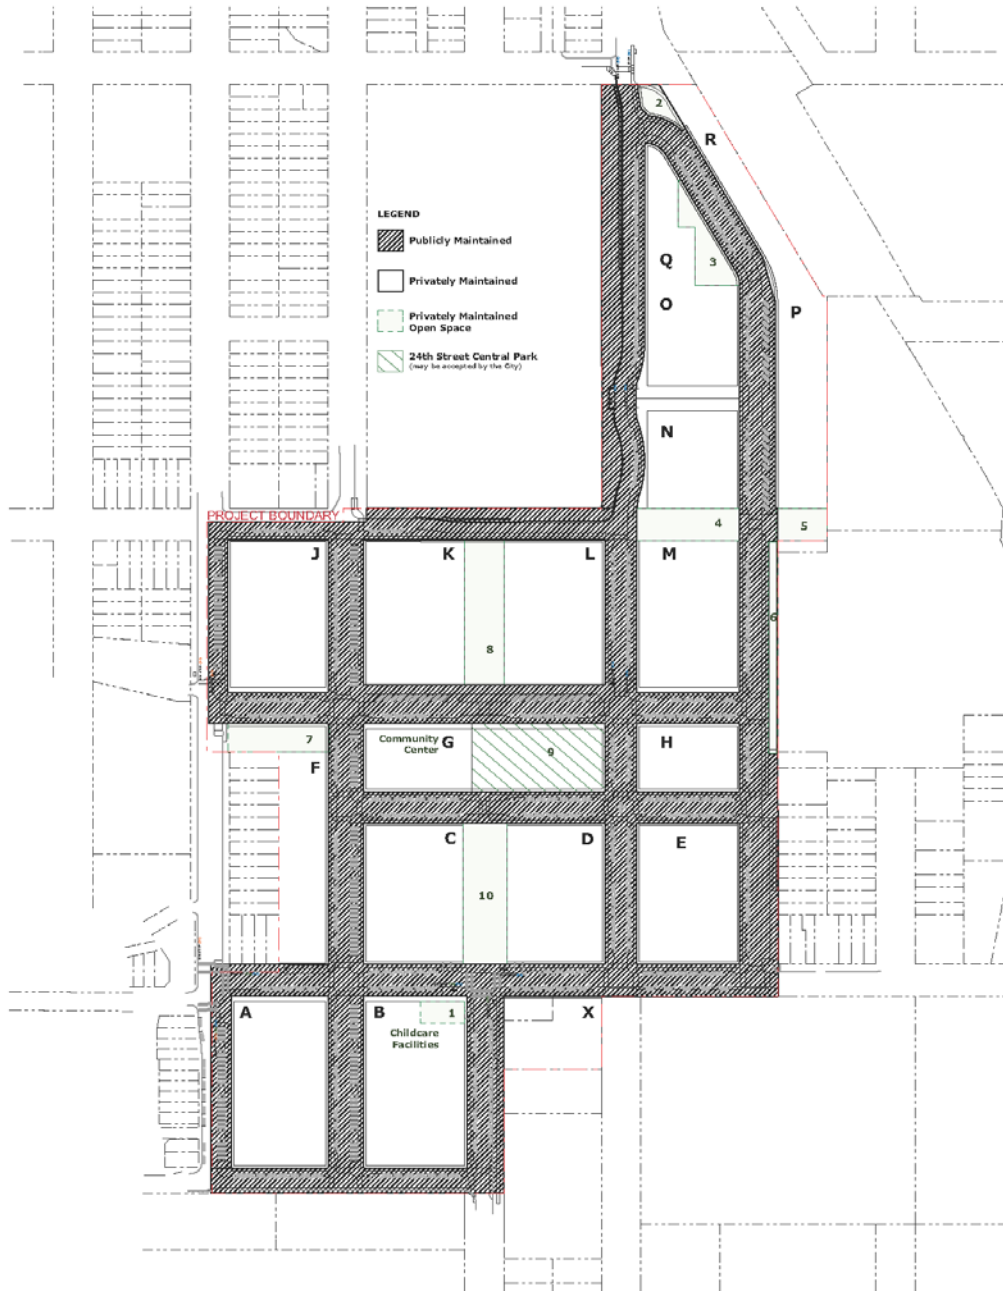 2
R
LEGEND
Publicly Maintained
Q
3
Privately Maintained
O
P
Privately Maintained
Open Space
24th Street Central Park
(may be accepted by the City)
N
PROJECT BOUNDARY
4
5
J
K
L
M
6
8
7
Community
Center
G
9
H
F
C
D
E
10
A
B
1
X
Childcare
Facilities